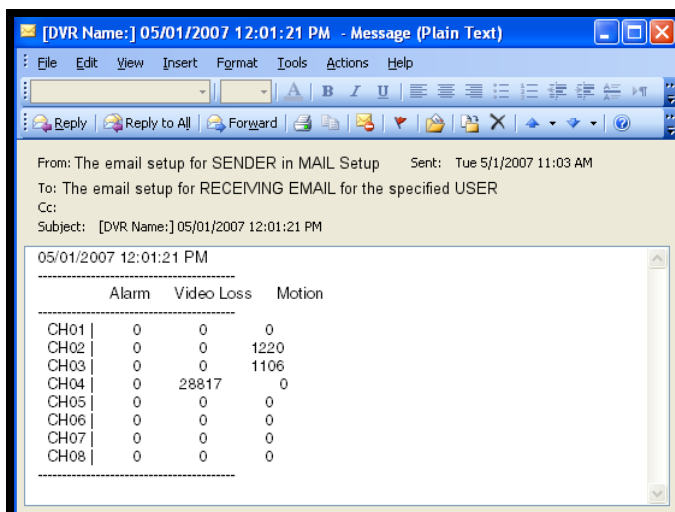 [DVR Name:] 05/01/2007 12:01:21 PM - Message (Plain Text)
File Edit View Insert Format Tools Actions Help
A B I U
Reply Reply to All Forward
From: The email setup for SENDER in MAIL Setup Sent: Tue 5/1/2007 11:03 AM
To: The email setup for RECEIVING EMAIL for the specified USER
Cc:
Subject: [DVR Name:] 05/01/2007 12:01:21 PM
05/01/2007 12:01:21 PM
----------------------------------------
Alarm Video Loss Motion
----------------------------------------
CH01 | 0 0 0
CH02 | 0 0 1220
CH03 | 0 0 1106
CH04 | 0 28817 0
CH05 | 0 0 0
CH06 | 0 0 0
CH07 | 0 0 0
CH08 | 0 0 0
----------------------------------------